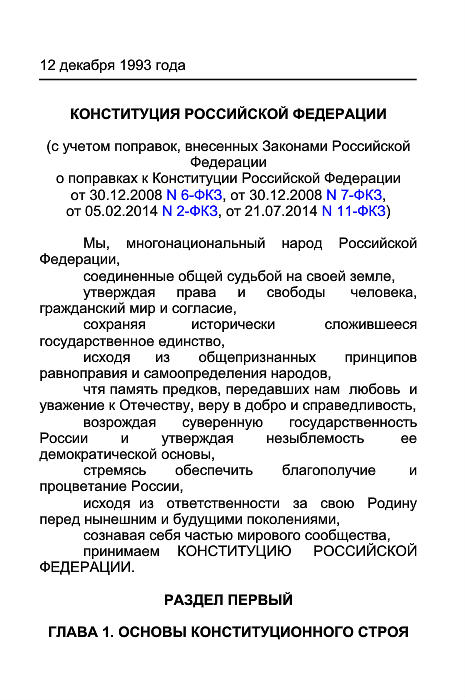 12 декабря 1993 года
КОНСТИТУЦИЯ РОССИЙСКОЙ ФЕДЕРАЦИИ
(с учетом поправок, внесенных Законами Российской
Федерации
о поправках к Конституции Российской Федерации
от 30.12.2008 N 6-ФКЗ, от 30.12.2008 N 7-ФКЗ,
от 05.02.2014 N 2-ФКЗ, от 21.07.2014 N 11-ФКЗ)
Мы, многонациональный народ Российской
Федерации,
соединенные общей судьбой на своей земле,
утверждая права и свободы человека,
гражданский мир и согласие,
сохраняя исторически сложившееся
государственное единство,
исходя из общепризнанных принципов
равноправия и самоопределения народов,
чтя память предков, передавших нам любовь и
уважение к Отечеству, веру в добро и справедливость,
возрождая суверенную государственность
России и утверждая незыблемость ее
демократической основы,
стремясь обеспечить благополучие и
процветание России,
исходя из ответственности за свою Родину
перед нынешним и будущими поколениями,
сознавая себя частью мирового сообщества,
принимаем КОНСТИТУЦИЮ РОССИЙСКОЙ
ФЕДЕРАЦИИ.
РАЗДЕЛ ПЕРВЫЙ
ГЛАВА 1. ОСНОВЫ КОНСТИТУЦИОННОГО СТРОЯ